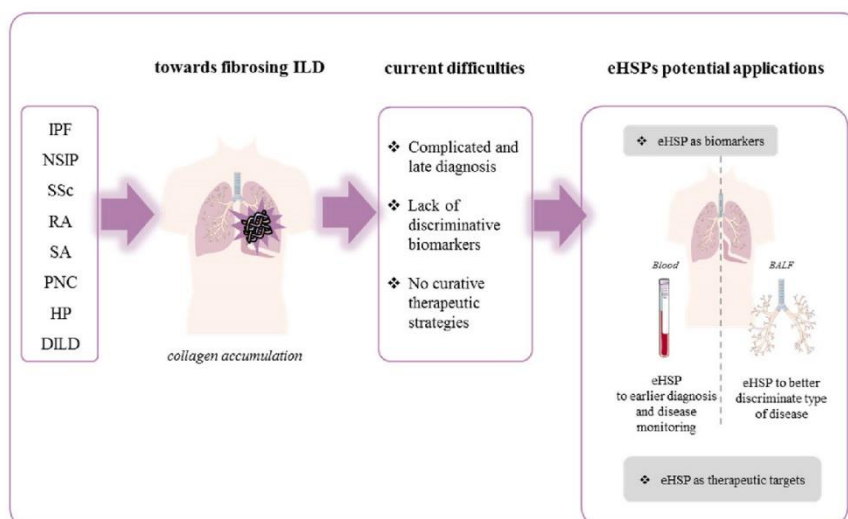 towards fibrosing ILD
current difficulties
eHSPs potential applications
IPF
NSIP
SSc
RA
SA
PNC
HP
DILD
collagen accumulation
❖ Complicated and
late diagnosis
❖ Lack of
discriminative
biomarkers
❖ No curative
therapeutic
strategies
❖ eHSP as biomarkers
Blood
BALF
eHSP
to earlier diagnosis
and disease
monitoring
eHSP to better
discriminate type
of disease
❖ eHSP as therapeutic targets